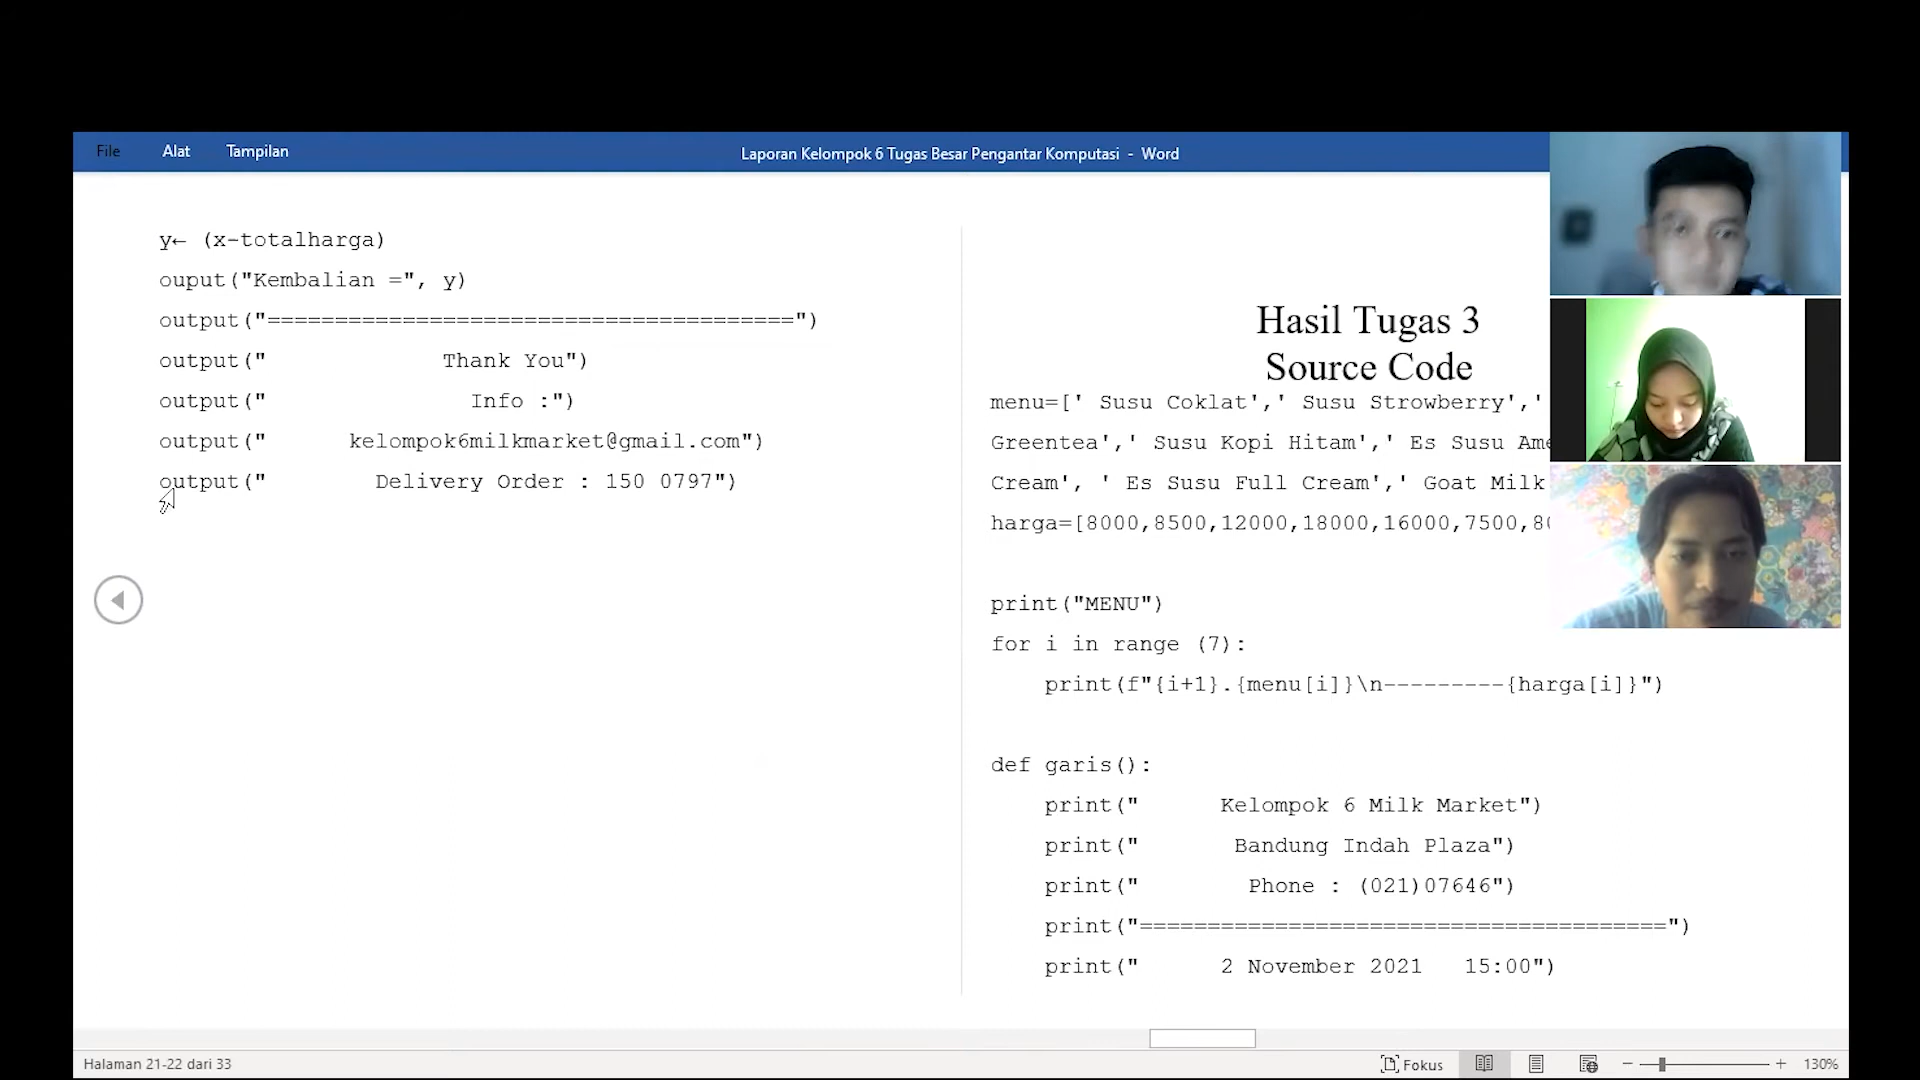 File Alat Tampilan Laporan Kelompok 6 Tugas Besar Pengantar Komputasi - Word
y← (x-totalharga)
ouput("Kembalian =", y)
output("=======================================")
output("             Thank You")
output("               Info :")
output("      kelompok6milkmarket@gmail.com")
output("        Delivery Order : 150 0797")
Hasil Tugas 3
Source Code
menu=[' Susu Coklat',' Susu Strowberry','
Greentea',' Susu Kopi Hitam',' Es Susu Ame
Cream', ' Es Susu Full Cream',' Goat Milk
harga=[8000,8500,12000,18000,16000,7500,80
print("MENU")
for i in range (7):
    print(f"{i+1}.{menu[i]}\n---------{harga[i]}")
def garis():
    print("      Kelompok 6 Milk Market")
    print("       Bandung Indah Plaza")
    print("        Phone : (021)07646")
    print("=======================================")
    print("      2 November 2021   15:00")
Halaman 21-22 dari 33 Fokus 130%